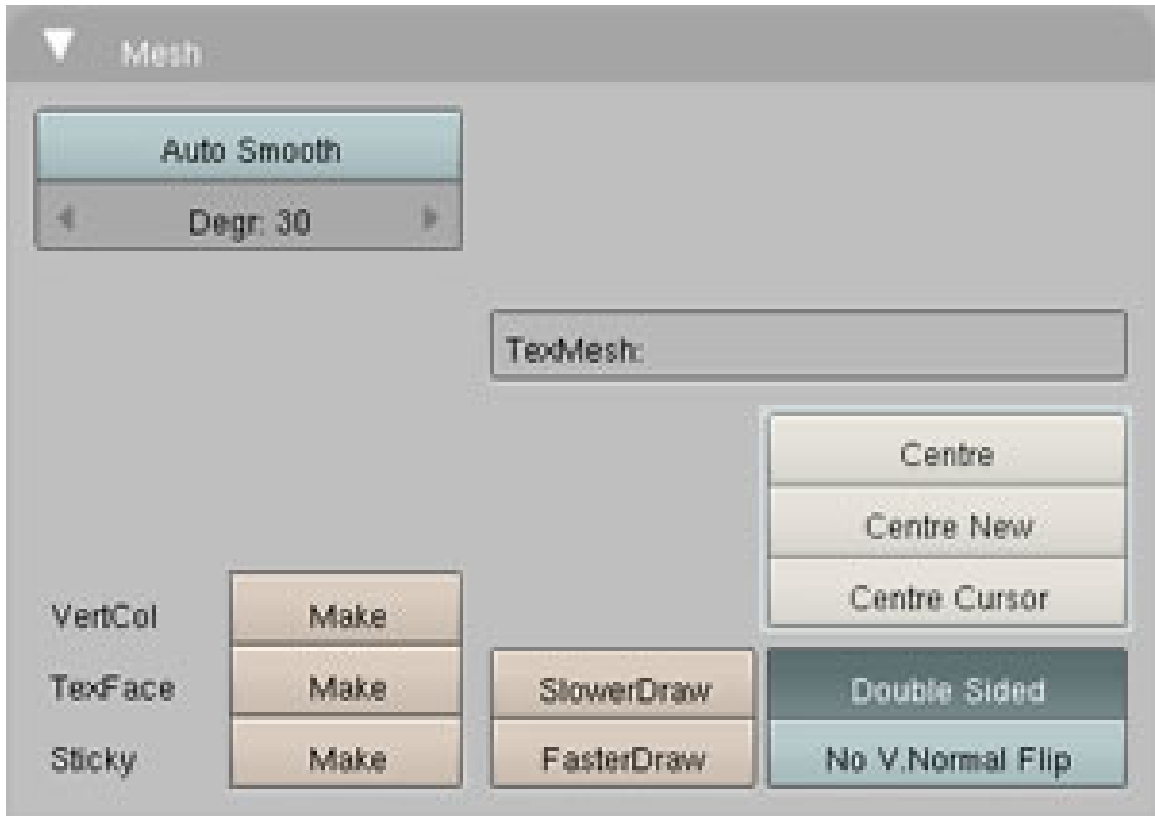 Mesh
Auto Smooth
Degr: 30
TexMesh:
Centre
Centre New
Centre Cursor
VertCol Make
TexFace Make SlowerDraw Double Sided
Sticky Make FasterDraw No V.Normal Flip